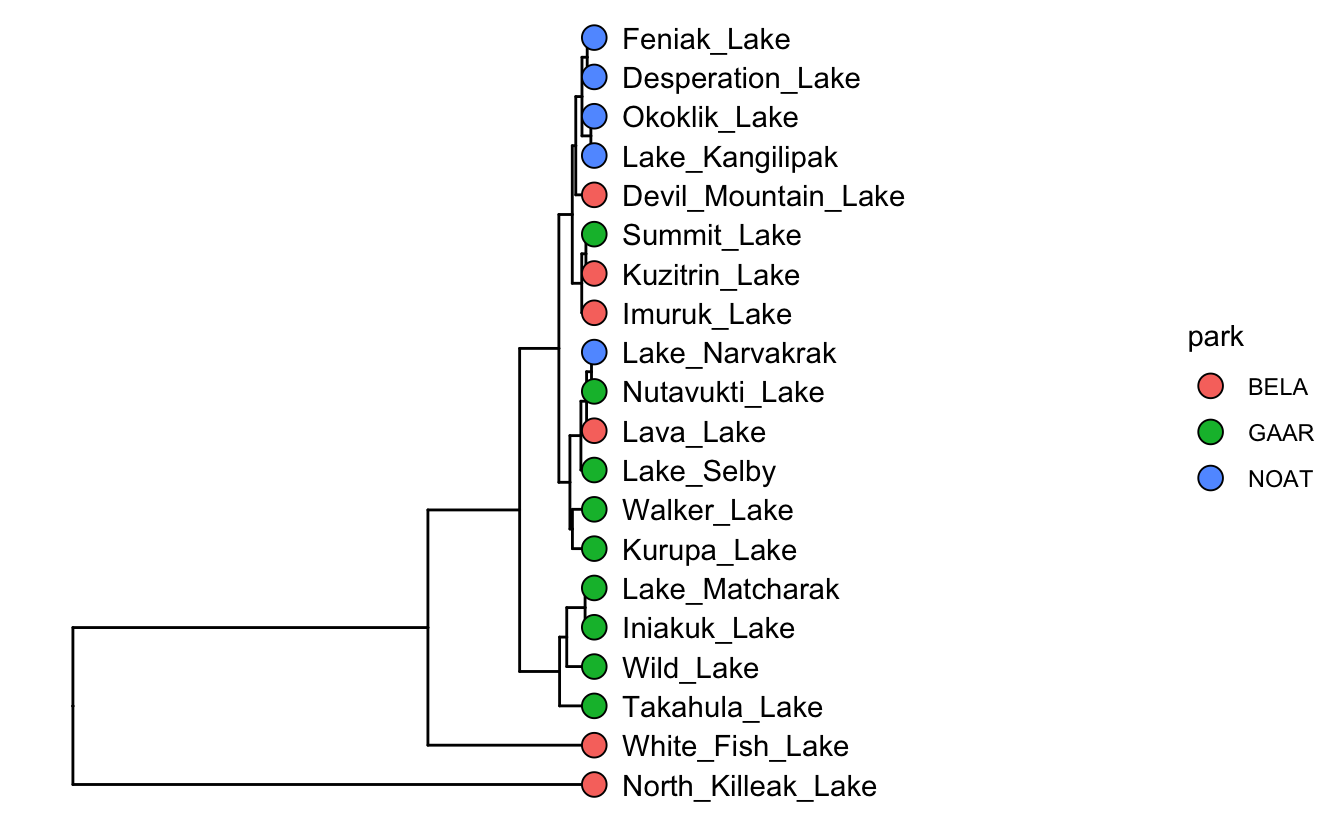 Feniak_Lake
Desperation_Lake
Okoklik_Lake
Lake_Kangilipak
Devil_Mountain_Lake
Summit_Lake
Kuzitrin_Lake
Imuruk_Lake
Lake_Narvakrak
Nutavukti_Lake
Lava_Lake
Lake_Selby
Walker_Lake
Kurupa_Lake
Lake_Matcharak
Iniakuk_Lake
Wild_Lake
Takahula_Lake
White_Fish_Lake
North_Killeak_Lake
park
BELA
GAAR
NOAT